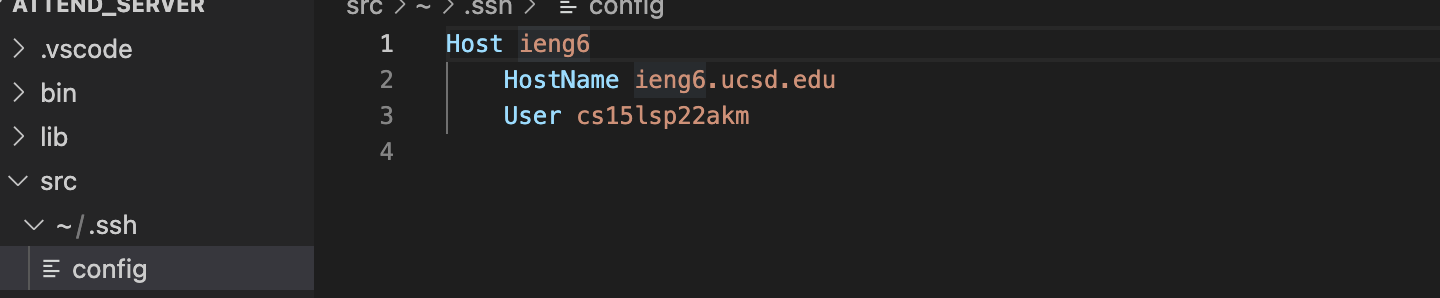 ATTEND_SERVER
.vscode
bin
lib
src
~/.ssh
config
src > ~ > .ssh > config
1 Host ieng6
2 HostName ieng6.ucsd.edu
3 User cs15lsp22akm
4